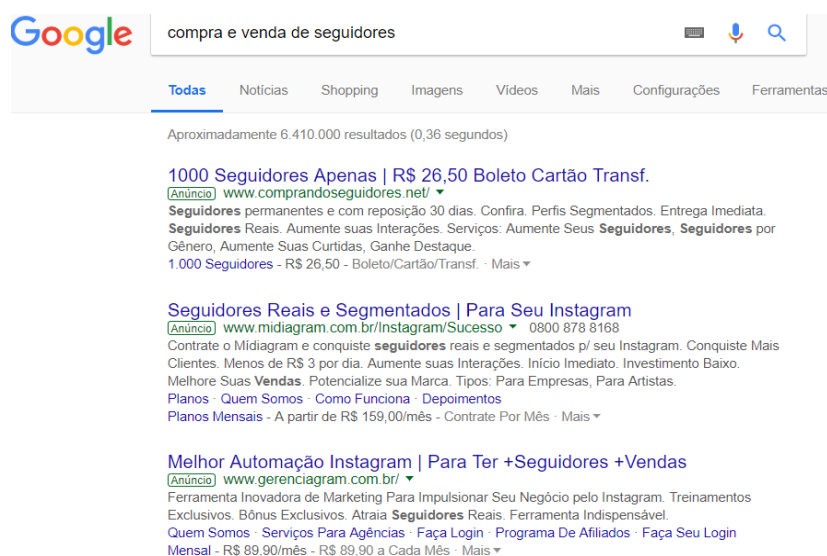 Google
compra e venda de seguidores
Todas Notícias Shopping Imagens Vídeos Mais Configurações Ferramentas
Aproximadamente 6.410.000 resultados (0,36 segundos)
1000 Seguidores Apenas | R$ 26,50 Boleto Cartão Transf.
Anúncio www.comprandoseguidores.net/
Seguidores permanentes e com reposição 30 dias. Confira. Perfis Segmentados. Entrega Imediata.
Seguidores Reais. Aumente suas Interações. Serviços: Aumente Seus Seguidores, Seguidores por
Gênero, Aumente Suas Curtidas, Ganhe Destaque.
1.000 Seguidores - R$ 26,50 - Boleto/Cartão/Transf. · Mais
Seguidores Reais e Segmentados | Para Seu Instagram
Anúncio www.midiagram.com.br/Instagram/Sucesso 0800 878 8168
Contrate o Mídiagram e conquiste seguidores reais e segmentados p/ seu Instagram. Conquiste Mais
Clientes. Menos de R$ 3 por dia. Aumente suas Interações. Início Imediato. Investimento Baixo.
Melhore Suas Vendas. Potencialize sua Marca. Tipos: Para Empresas, Para Artistas.
Planos · Quem Somos · Como Funciona · Depoimentos
Planos Mensais - A partir de R$ 159,00/mês - Contrate Por Mês · Mais
Melhor Automação Instagram | Para Ter +Seguidores +Vendas
Anúncio www.gerenciagram.com.br/
Ferramenta Inovadora de Marketing Para Impulsionar Seu Negócio pelo Instagram. Treinamentos
Exclusivos. Bônus Exclusivos. Atraia Seguidores Reais. Ferramenta Indispensável.
Quem Somos · Serviços Para Agências · Faça Login · Programa De Afiliados · Faça Seu Login
Mensal - R$ 89,90/mês - R$ 89,90 a Cada Mês · Mais